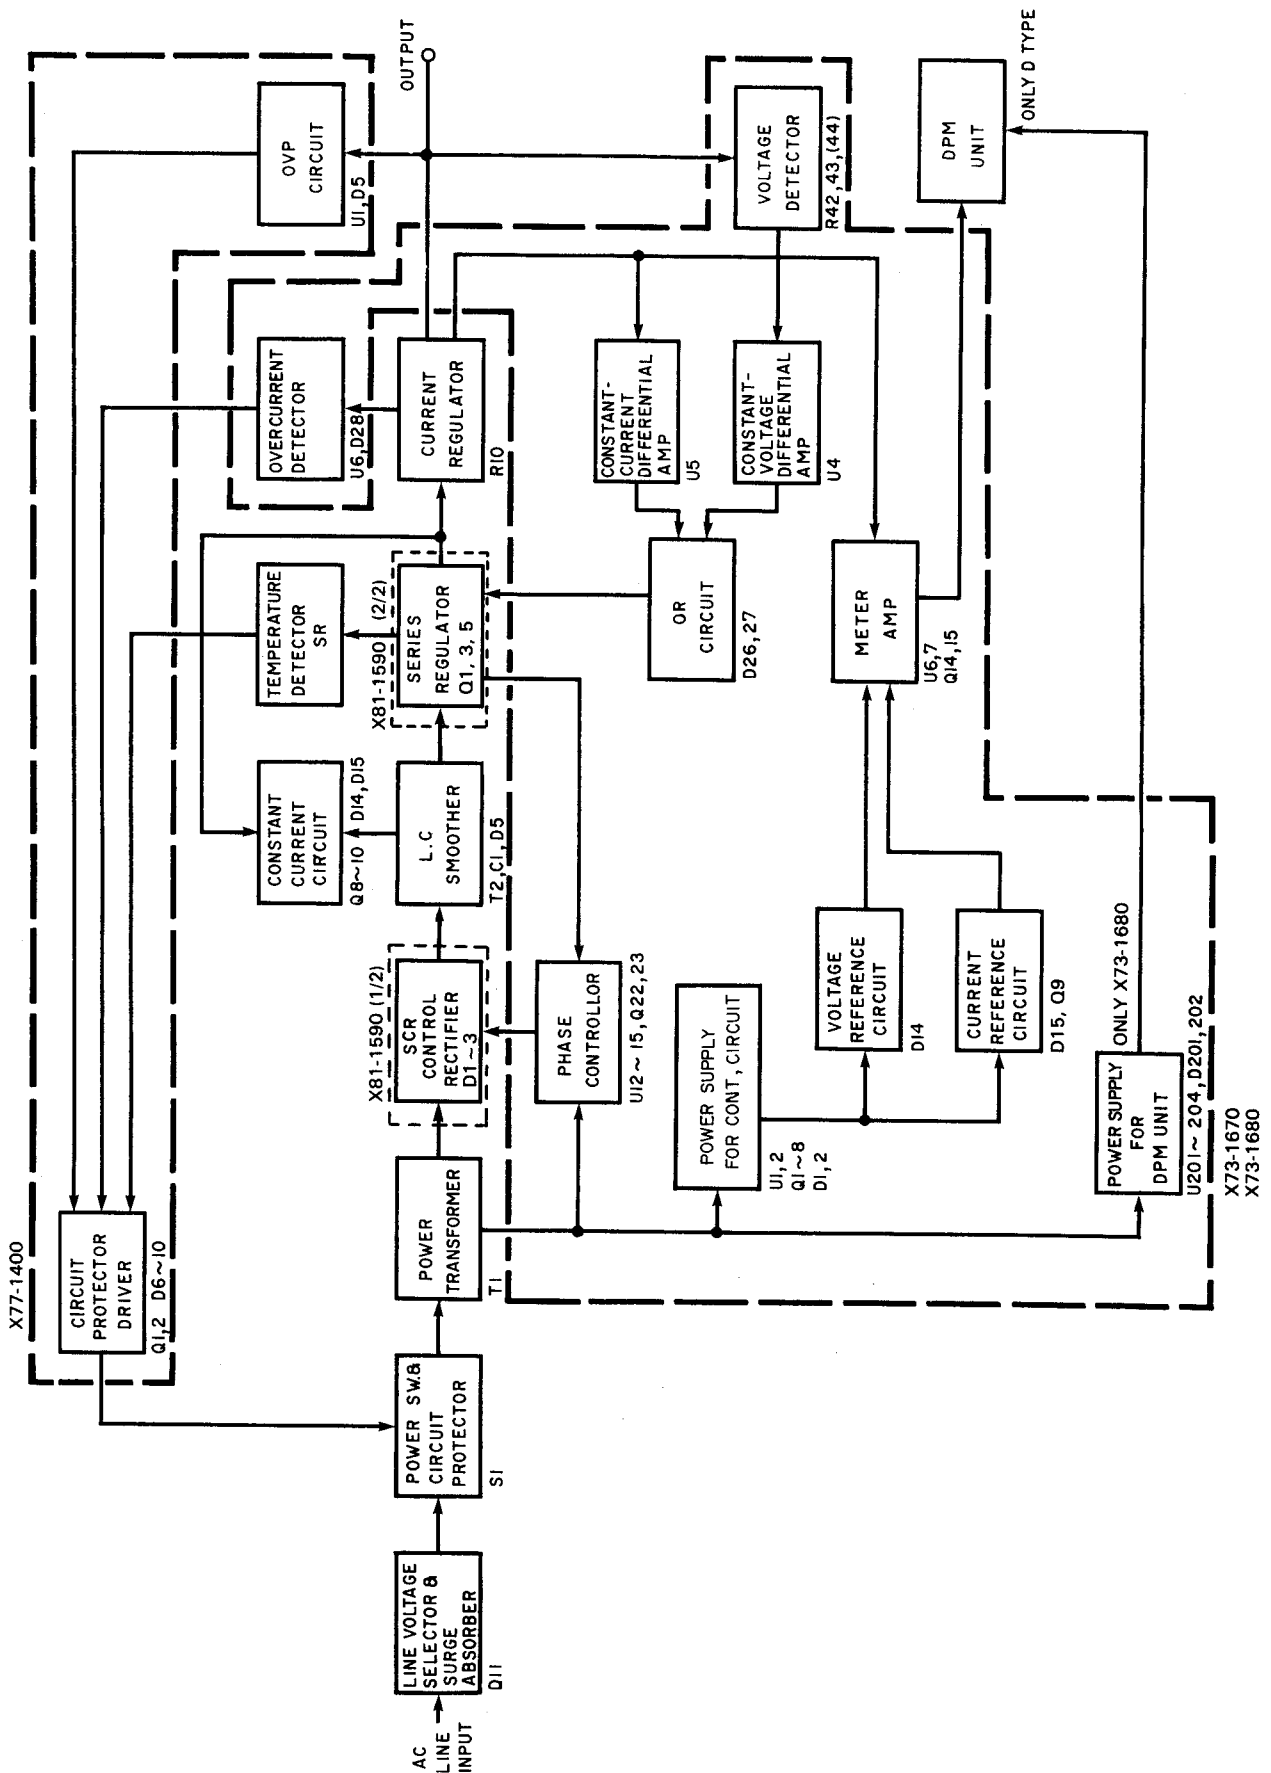 X77-1400
CIRCUIT
PROTECTOR
DRIVER
Q1,2 D6~10
OVP
CIRCUIT
U1,D5
OUTPUT
OVERCURRENT
DETECTOR
U6,D28
TEMPERATURE
DETECTOR
SR
CONSTANT
CURRENT
CIRCUIT
Q8~10 D14,D15
AC
LINE
INPUT
LINE VOLTAGE
SELECTOR &
SURGE
ABSORBER
Q11
POWER SW.&
CIRCUIT
PROTECTOR
S1
POWER
TRANSFORMER
T1
X81-1590 (1/2)
SCR
CONTROL
RECTIFIER
D1~3
L.C
SMOOTHER
T2,C1,D5
X81-1590 (2/2)
SERIES
REGULATOR
Q1, 3, 5
CURRENT
REGULATOR
R10
PHASE
CONTROLLOR
U12~15,Q22,23
OR
CIRCUIT
D26,27
CONSTANT-
CURRENT
DIFFERENTIAL
AMP
U5
CONSTANT-
VOLTAGE
DIFFERENTIAL
AMP
U4
VOLTAGE
DETECTOR
R42,43,(44)
POWER SUPPLY
FOR CONT, CIRCUIT
U1,2
Q1~8
D1,2
VOLTAGE
REFERENCE
CIRCUIT
D14
CURRENT
REFERENCE
CIRCUIT
D15, Q9
METER
AMP
U6,7
Q14,15
DPM
UNIT
ONLY D TYPE
POWER SUPPLY
FOR
DPM UNIT
U201~204,D201,202
ONLY X73-1680
X73-1670
X73-1680